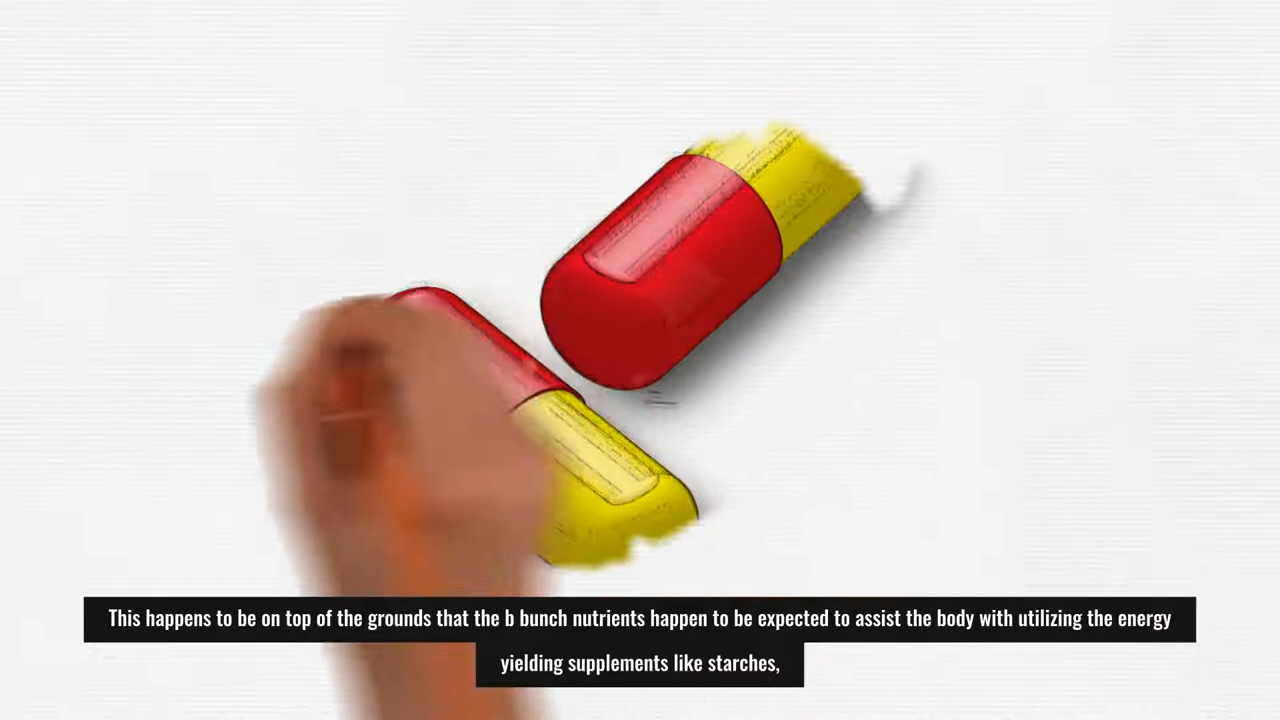 This happens to be on top of the grounds that the b bunch nutrients happen to be expected to assist the body with utilizing the energy
yielding supplements like starches,